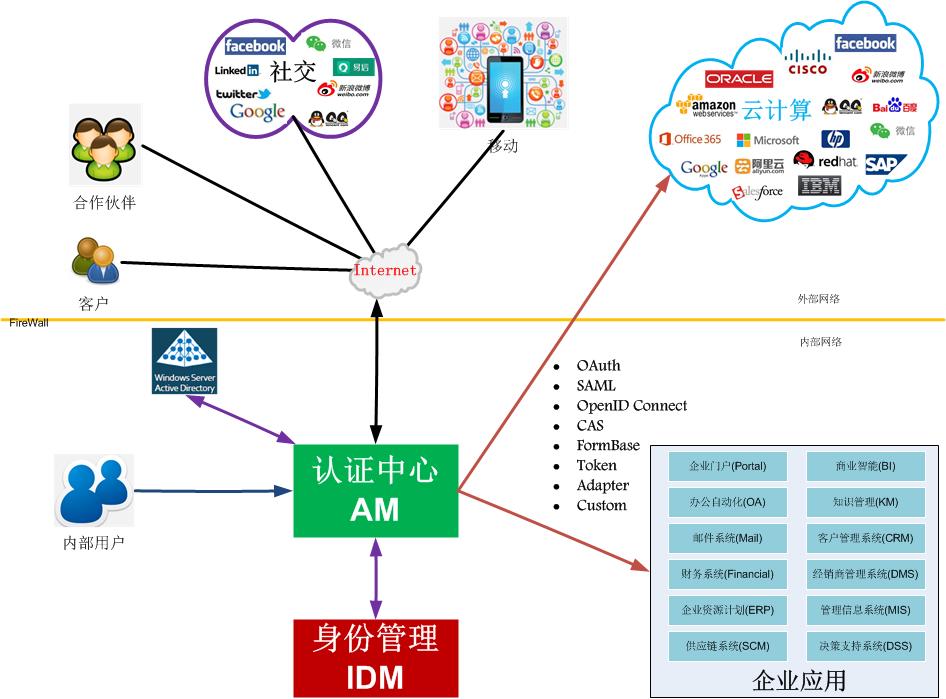 facebook
微信
LinkedIn
社交
易信
twitter
新浪微博
weibo.com
Google
QQ
移动
合作伙伴
客户
Internet
facebook
CISCO
ORACLE
新浪微博
weibo.com
amazon
webservices™
云计算
QQ
Bai 百度
Office 365
Microsoft
hp
微信
Google
Apps
阿里云
aliyun.com
redhat
SAP
Salesforce
IBM
外部网络
FireWall
内部网络
Windows Server
Active Directory
OAuth
SAML
OpenID Connect
CAS
FormBase
Token
Adapter
Custom
内部用户
认证中心
AM
身份管理
IDM
企业门户(Portal)
商业智能(BI)
办公自动化(OA)
知识管理(KM)
邮件系统(Mail)
客户管理系统(CRM)
财务系统(Financial)
经销商管理系统(DMS)
企业资源计划(ERP)
管理信息系统(MIS)
供应链系统(SCM)
决策支持系统(DSS)
企业应用